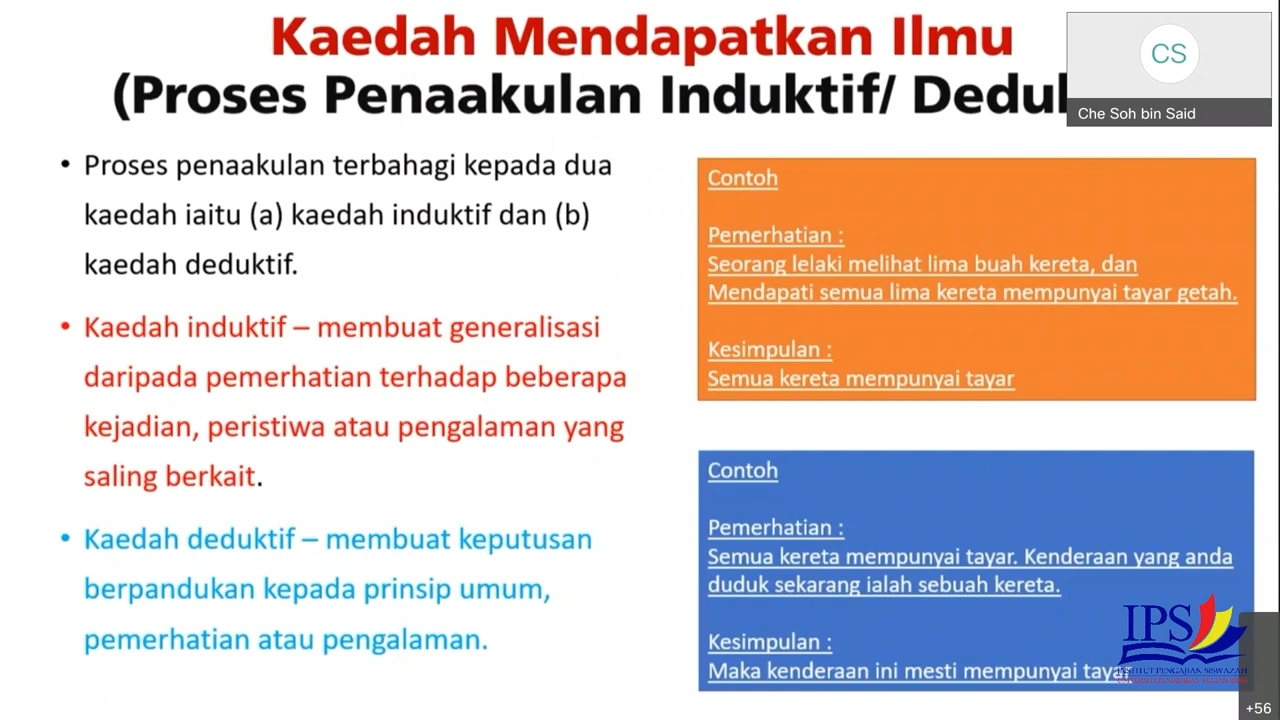 Kaedah Mendapatkan Ilmu
(Proses Penaakulan Induktif/
CS
Che Soh bin Said
• Proses penaakulan terbahagi kepada dua
kaedah iaitu (a) kaedah induktif dan (b)
kaedah deduktif.
• Kaedah induktif – membuat generalisasi
daripada pemerhatian terhadap beberapa
kejadian, peristiwa atau pengalaman yang
saling berkait.
• Kaedah deduktif – membuat keputusan
berpandukan kepada prinsip umum,
pemerhatian atau pengalaman.
Contoh
Pemerhatian :
Seorang lelaki melihat lima buah kereta, dan
Mendapati semua lima kereta mempunyai tayar getah.
Kesimpulan :
Semua kereta mempunyai tayar
Contoh
Pemerhatian :
Semua kereta mempunyai tayar. Kenderaan yang anda
duduk sekarang ialah sebuah kereta.
Kesimpulan :
Maka kenderaan ini mesti mempunyai tayar
IPS
INSTITUT PENGAJIAN SISWAZAH
+56